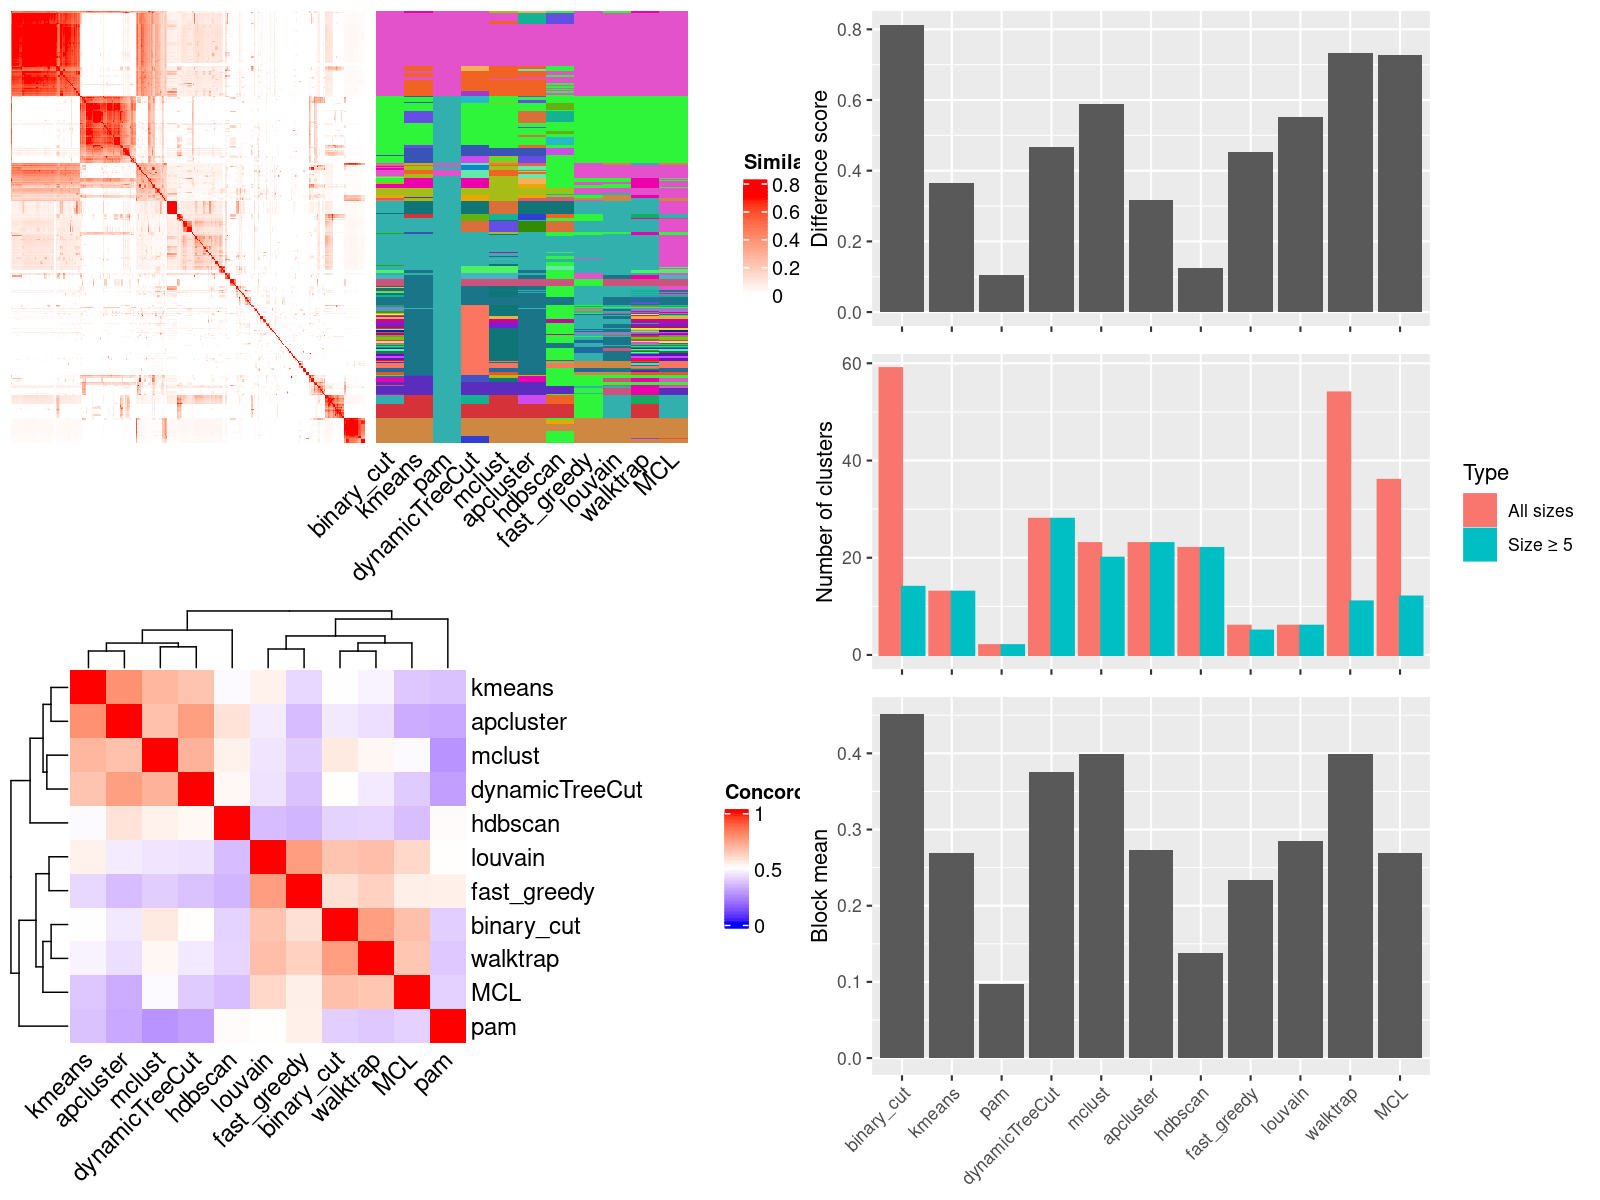 Simila
0.8
0.6
0.4
0.2
0
binary_cut
kmeans
pam
dynamicTreeCut
mclust
apcluster
hdbscan
fast_greedy
louvain
walktrap
MCL
kmeans
apcluster
mclust
dynamicTreeCut
hdbscan
louvain
fast_greedy
binary_cut
walktrap
MCL
pam
Concord
1
0.5
0
kmeans
apcluster
mclust
dynamicTreeCut
hdbscan
louvain
fast_greedy
binary_cut
walktrap
MCL
pam
Difference score
0.8
0.6
0.4
0.2
0.0
Number of clusters
60
40
20
0
Type
All sizes
Size ≥ 5
Block mean
0.4
0.3
0.2
0.1
0.0
binary_cut
kmeans
pam
dynamicTreeCut
mclust
apcluster
hdbscan
fast_greedy
louvain
walktrap
MCL